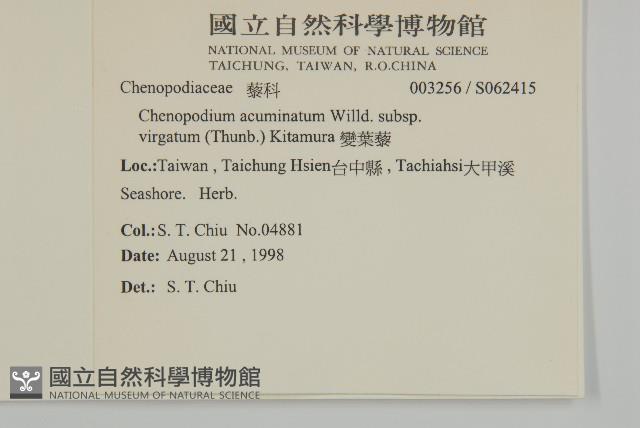 國立自然科學博物館
NATIONAL MUSEUM OF NATURAL SCIENCE
TAICHUNG, TAIWAN, R.O.CHINA
Chenopodiaceae 藜科 003256 / S062415
Chenopodium acuminatum Willd. subsp.
virgatum (Thunb.) Kitamura 變葉藜
Loc.:Taiwan , Taichung Hsien台中縣 , Tachiahsi大甲溪
Seashore. Herb.
Col.: S. T. Chiu No.04881
Date: August 21 , 1998
Det.: S. T. Chiu
國立自然科學博物館
NATIONAL MUSEUM OF NATURAL SCIENCE